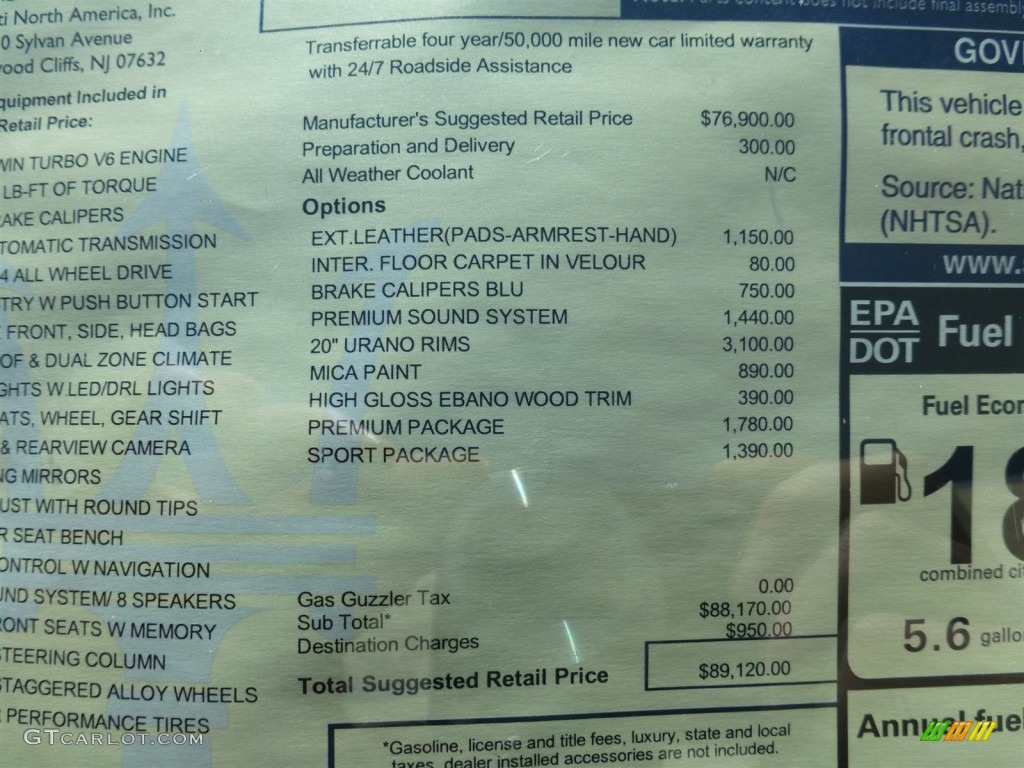 ti North America, Inc.
0 Sylvan Avenue
wood Cliffs, NJ 07632
quipment Included in
Retail Price:
WIN TURBO V6 ENGINE
LB-FT OF TORQUE
AKE CALIPERS
TOMATIC TRANSMISSION
4 ALL WHEEL DRIVE
TRY W PUSH BUTTON START
FRONT, SIDE, HEAD BAGS
OF & DUAL ZONE CLIMATE
GHTS W LED/DRL LIGHTS
ATS, WHEEL, GEAR SHIFT
& REARVIEW CAMERA
NG MIRRORS
UST WITH ROUND TIPS
R SEAT BENCH
ONTROL W NAVIGATION
UND SYSTEM/ 8 SPEAKERS
RONT SEATS W MEMORY
STEERING COLUMN
STAGGERED ALLOY WHEELS
PERFORMANCE TIRES
Note: Parts content does not include final assembly
Transferrable four year/50,000 mile new car limited warranty
with 24/7 Roadside Assistance
Manufacturer's Suggested Retail Price $76,900.00
Preparation and Delivery 300.00
All Weather Coolant N/C
Options
EXT.LEATHER(PADS-ARMREST-HAND) 1,150.00
INTER. FLOOR CARPET IN VELOUR 80.00
BRAKE CALIPERS BLU 750.00
PREMIUM SOUND SYSTEM 1,440.00
20" URANO RIMS 3,100.00
MICA PAINT 890.00
HIGH GLOSS EBANO WOOD TRIM 390.00
PREMIUM PACKAGE 1,780.00
SPORT PACKAGE 1,390.00
Gas Guzzler Tax 0.00
Sub Total* $88,170.00
Destination Charges $950.00
Total Suggested Retail Price $89,120.00
*Gasoline, license and title fees, luxury, state and local
taxes, dealer installed accessories are not included.
GOV
This vehicle
frontal crash,
Source: Nat
(NHTSA).
www.s
EPA
DOT Fuel
Fuel Econ
18
combined cit
5.6 gallo
Annual fuel
GTcarlot.com